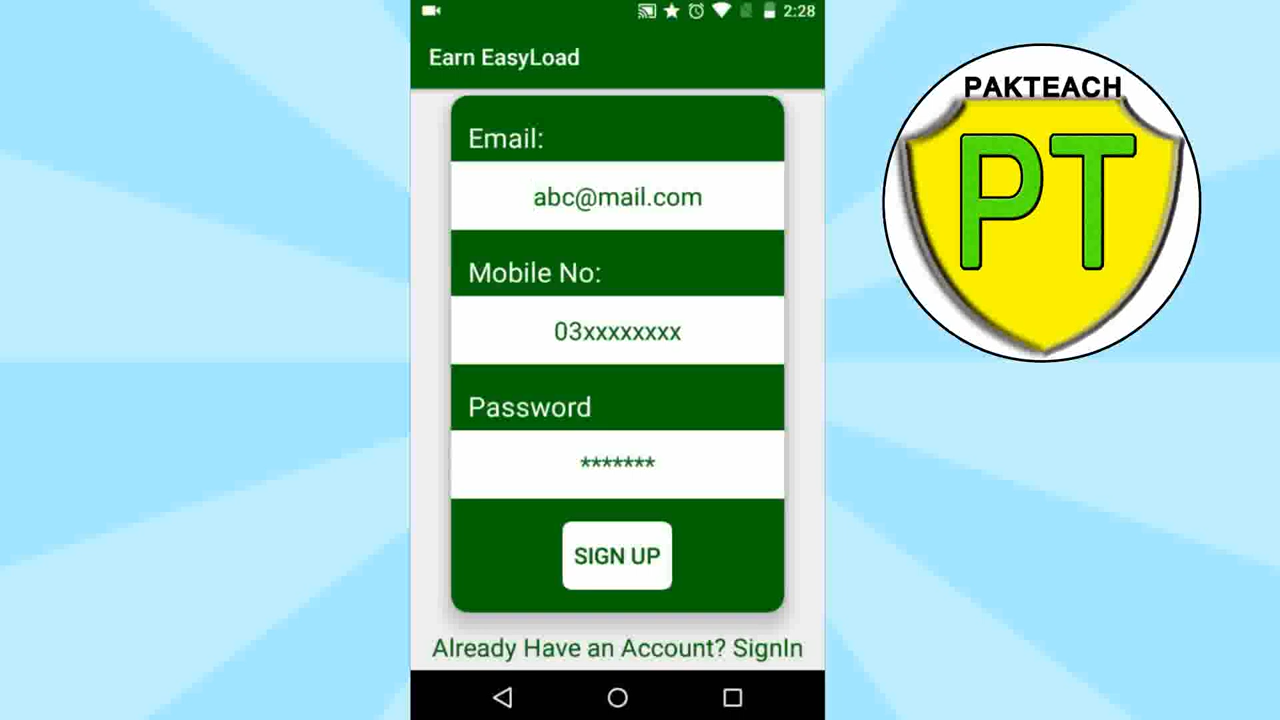 2:28
Earn EasyLoad
Email:
abc@mail.com
Mobile No:
03xxxxxxxx
Password
*******
SIGN UP
Already Have an Account? SignIn
PAKTEACH
PT